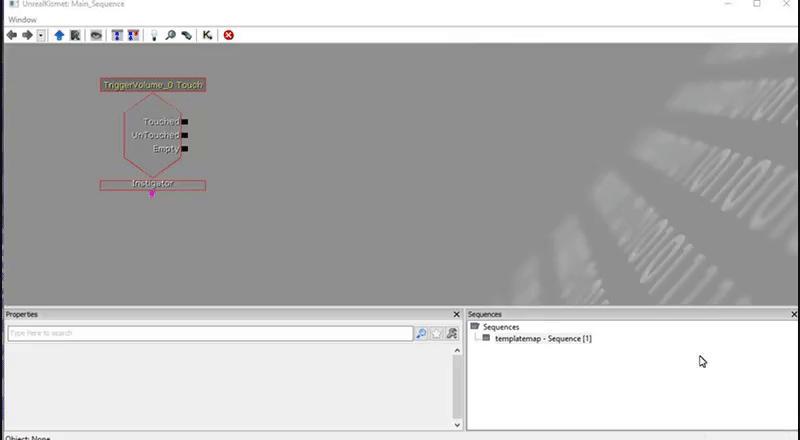 UnrealKismet: Main_Sequence
Window
TriggerVolume_0 Touch
Touched
UnTouched
Empty
Instigator
Properties
Type here to search
Sequences
Sequences
templatemap - Sequence [1]
Object: None